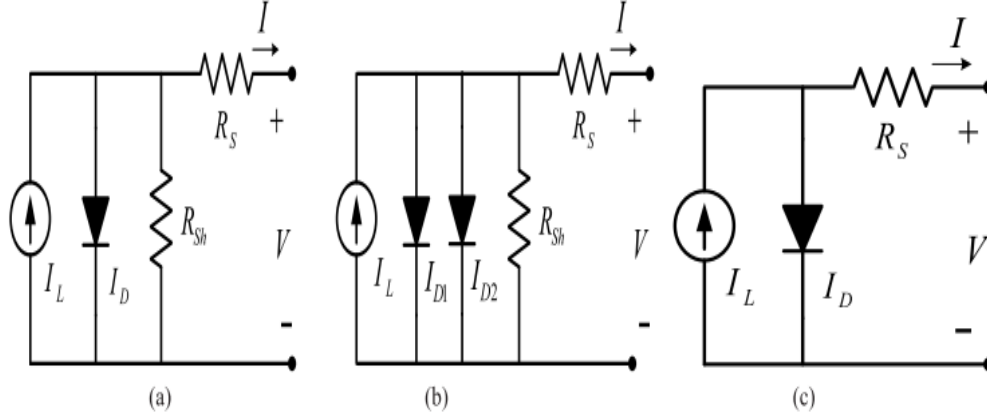 I
R_S
+
I_L
I_D
R_Sh
V
-
(a)
I
R_S
+
I_L
I_D1
I_D2
R_Sh
V
-
(b)
I
R_S
+
I_L
I_D
V
-
(c)